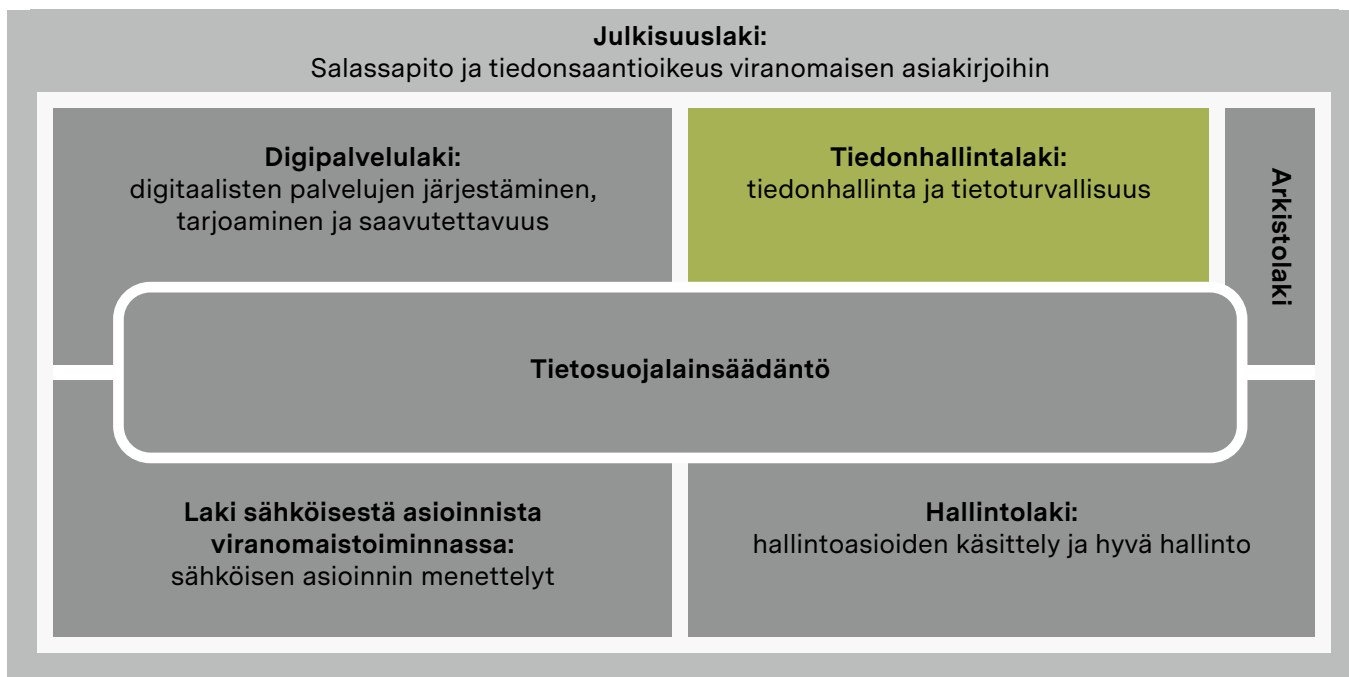 Julkisuuslaki:
Salassapito ja tiedonsaantioikeus viranomaisen asiakirjoihin
Digipalvelulaki:
digitaalisten palvelujen järjestäminen,
tarjoaminen ja saavutettavuus
Tiedonhallintalaki:
tiedonhallinta ja tietoturvallisuus
Arkistolaki
Tietosuojalainsäädäntö
Laki sähköisestä asioinnista
viranomaistoiminnassa:
sähköisen asioinnin menettelyt
Hallintolaki:
hallintoasioiden käsittely ja hyvä hallinto